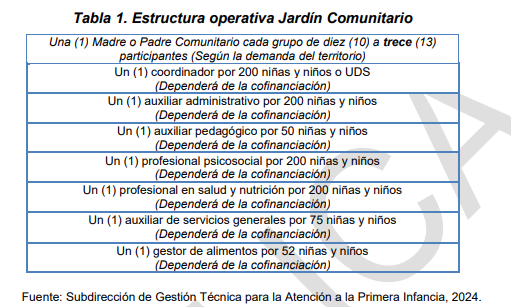 Tabla 1. Estructura operativa Jardín Comunitario
Una (1) Madre o Padre Comunitario cada grupo de diez (10) a trece (13)
participantes (Según la demanda del territorio)
Un (1) coordinador por 200 niñas y niños o UDS
(Dependerá de la cofinanciación)
Un (1) auxiliar administrativo por 200 niñas y niños
(Dependerá de la cofinanciación)
Un (1) auxiliar pedagógico por 50 niñas y niños
(Dependerá de la cofinanciación)
Un (1) profesional psicosocial por 200 niñas y niños
(Dependerá de la cofinanciación)
Un (1) profesional en salud y nutrición por 200 niñas y niños
(Dependerá de la cofinanciación)
Un (1) auxiliar de servicios generales por 75 niñas y niños
(Dependerá de la cofinanciación)
Un (1) gestor de alimentos por 52 niñas y niños
(Dependerá de la cofinanciación)
Fuente: Subdirección de Gestión Técnica para la Atención a la Primera Infancia, 2024.